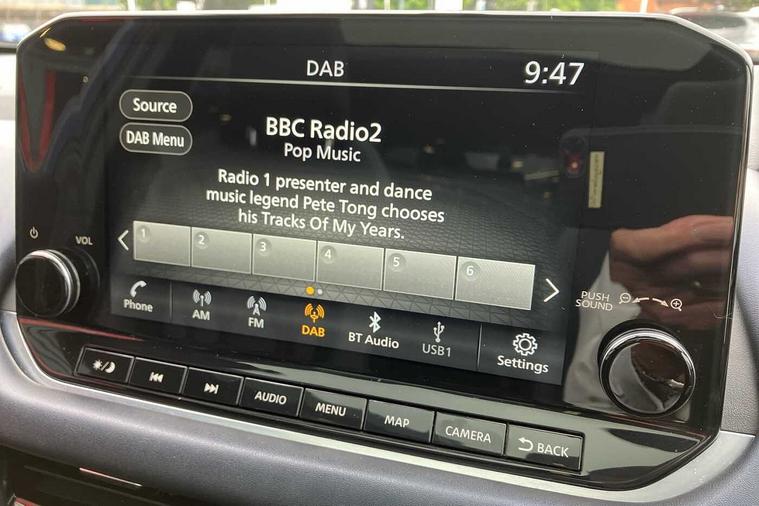 DAB
9:47
Source
DAB Menu
BBC Radio2
Pop Music
Radio 1 presenter and dance
music legend Pete Tong chooses
his Tracks Of My Years.
VOL
1
2
3
4
5
6
PUSH
SOUND
Phone
AM
FM
DAB
BT Audio
USB1
Settings
AUDIO
MENU
MAP
CAMERA
BACK